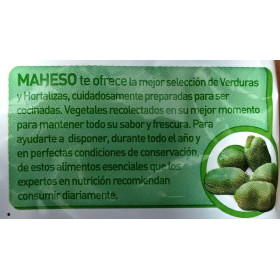 MAHESO te ofrece la mejor selección de Verduras
y Hortalizas, cuidadosamente preparadas para ser
cocinadas. Vegetales recolectados en su mejor momento
para mantener todo su sabor y frescura. Para
ayudarte a disponer, durante todo el año y
en perfectas condiciones de conservación,
de estos alimentos esenciales que los
expertos en nutrición recomiendan
consumir diariamente.